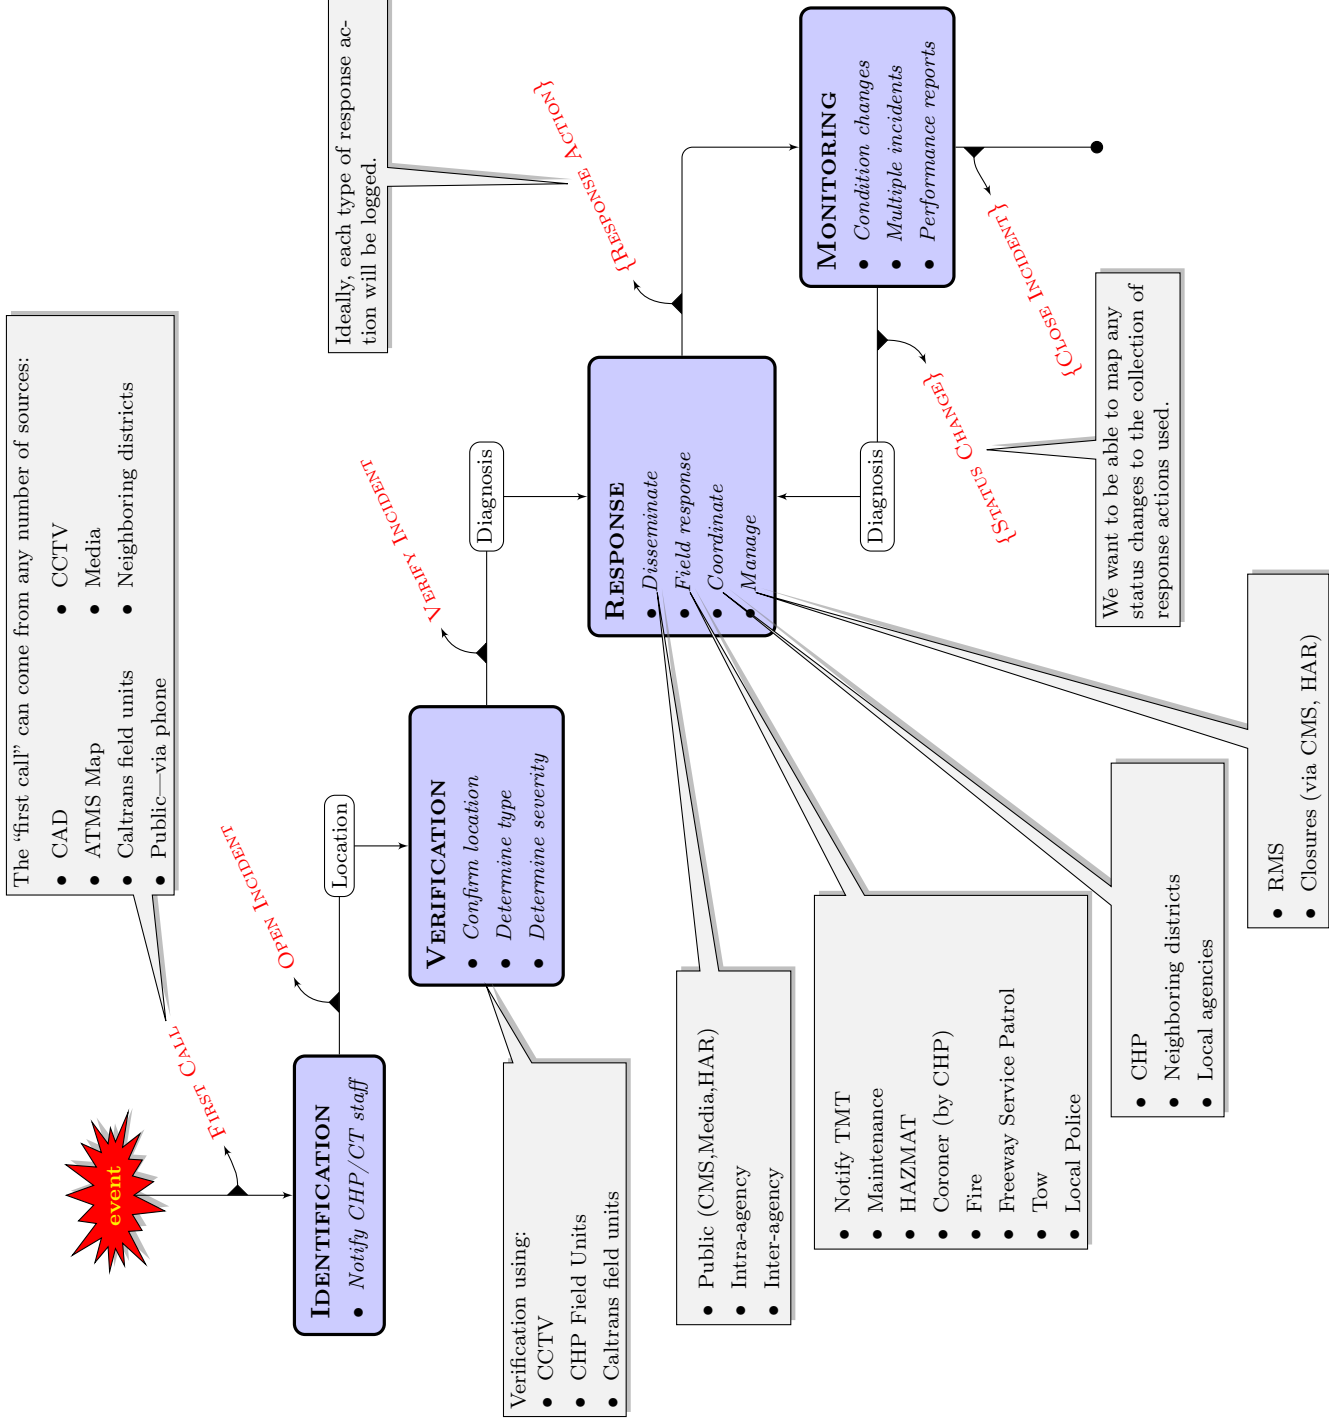 The “first call” can come from any number of sources:
• CAD
• ATMS Map
• Caltrans field units
• Public—via phone
• CCTV
• Media
• Neighboring districts
event
First Call
Identification
• Notify CHP/CT staff
Open Incident
Location
Verification
• Confirm location
• Determine type
• Determine severity
Verification using:
• CCTV
• CHP Field Units
• Caltrans field units
Verify Incident
Diagnosis
Response
• Disseminate
• Field response
• Coordinate
• Manage
• Public (CMS,Media,HAR)
• Intra-agency
• Inter-agency
• Notify TMT
• Maintenance
• HAZMAT
• Coroner (by CHP)
• Fire
• Freeway Service Patrol
• Tow
• Local Police
• CHP
• Neighboring districts
• Local agencies
• RMS
• Closures (via CMS, HAR)
Ideally, each type of response ac-
tion will be logged.
{Response Action}
Monitoring
• Condition changes
• Multiple incidents
• Performance reports
Diagnosis
{Status Change}
We want to be able to map any
status changes to the collection of
response actions used.
{Close Incident}